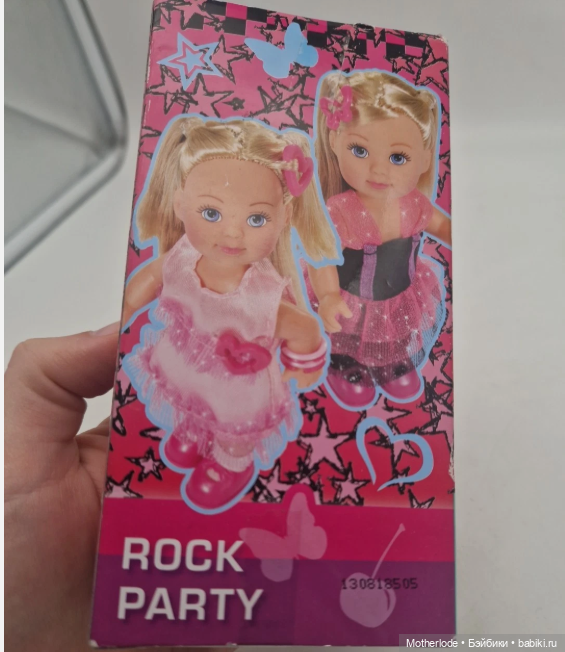 ROCK
PARTY
130818505
Motherlode • Бэйбики • babiki.ru